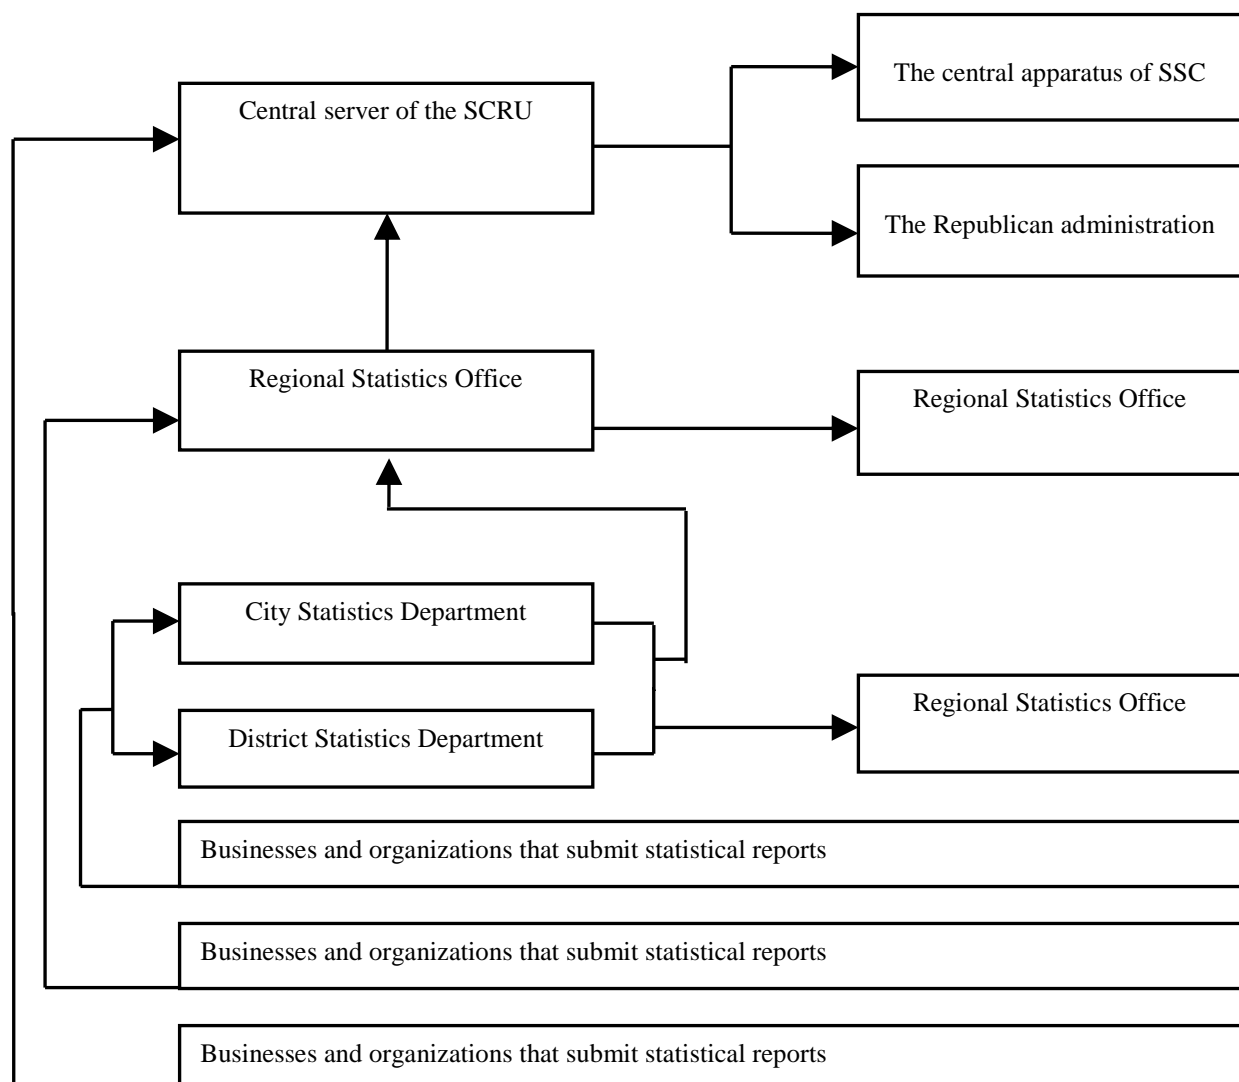 The central apparatus of SSC
Central server of the SCRU
The Republican administration
Regional Statistics Office
Regional Statistics Office
City Statistics Department
Regional Statistics Office
District Statistics Department
Businesses and organizations that submit statistical reports
Businesses and organizations that submit statistical reports
Businesses and organizations that submit statistical reports